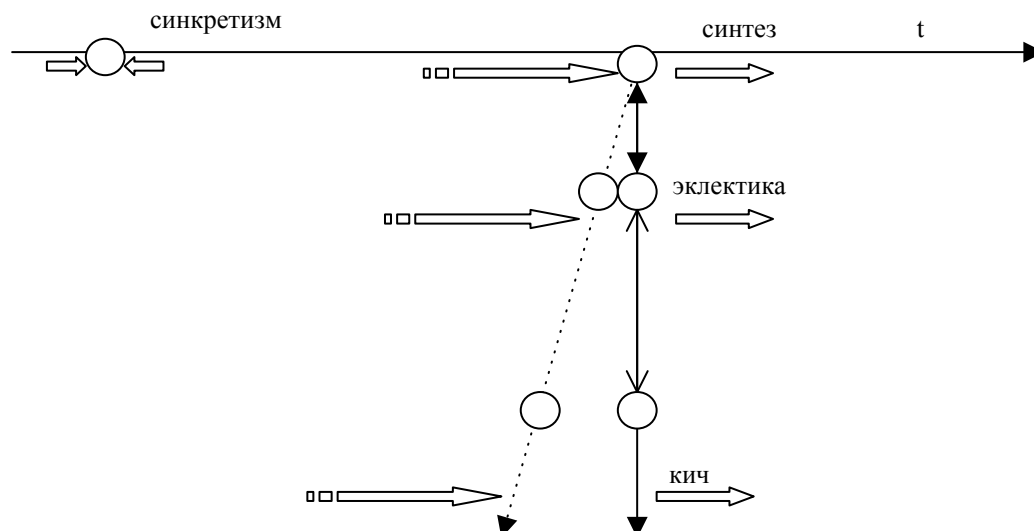 синкретизм
синтез
t
эклектика
кич